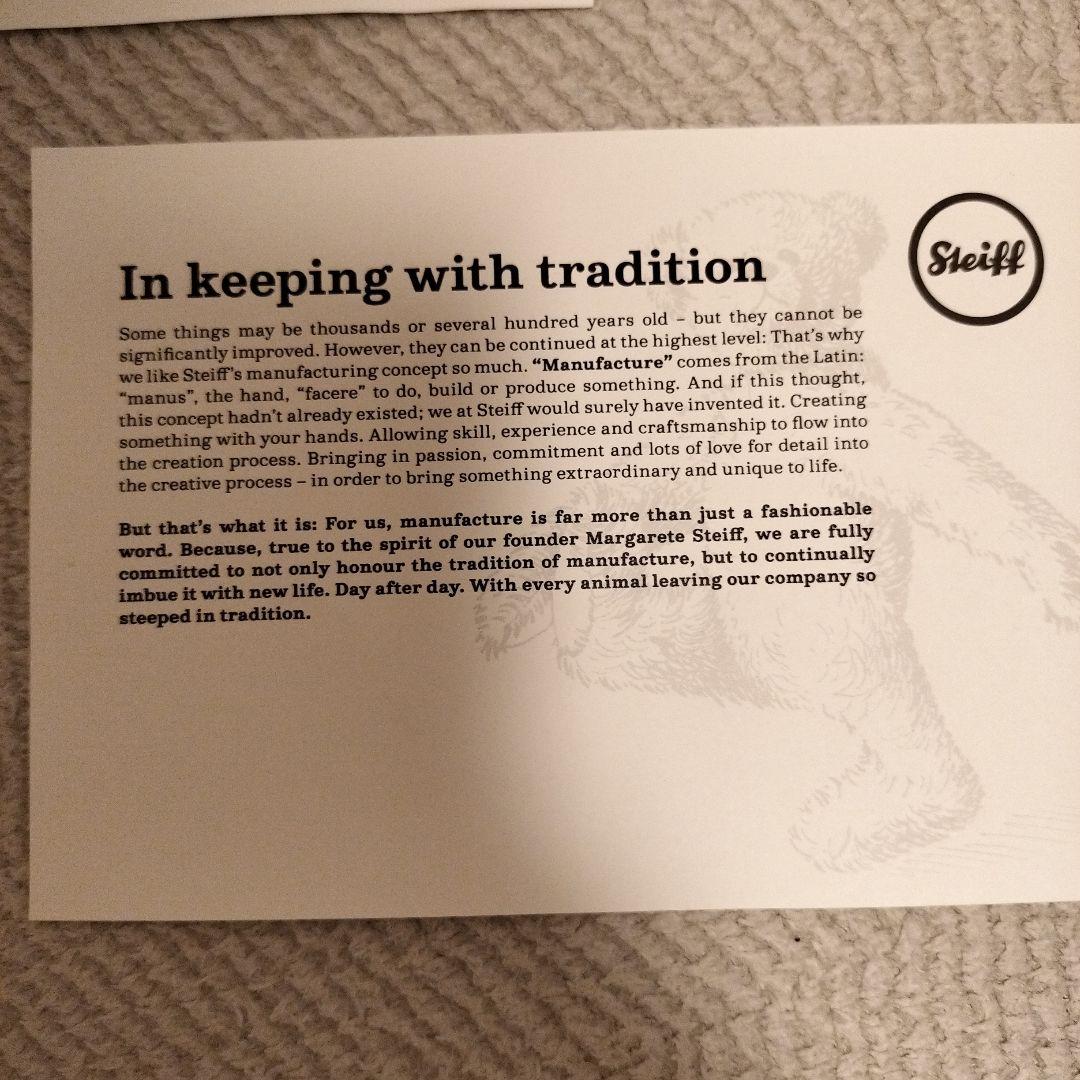 Steiff
In keeping with tradition
Some things may be thousands or several hundred years old – but they cannot be
significantly improved. However, they can be continued at the highest level: That's why
we like Steiff's manufacturing concept so much. “Manufacture” comes from the Latin:
“manus”, the hand, “facere” to do, build or produce something. And if this thought,
this concept hadn't already existed; we at Steiff would surely have invented it. Creating
something with your hands. Allowing skill, experience and craftsmanship to flow into
the creation process. Bringing in passion, commitment and lots of love for detail into
the creative process – in order to bring something extraordinary and unique to life.
But that's what it is: For us, manufacture is far more than just a fashionable
word. Because, true to the spirit of our founder Margarete Steiff, we are fully
committed to not only honour the tradition of manufacture, but to continually
imbue it with new life. Day after day. With every animal leaving our company so
steeped in tradition.